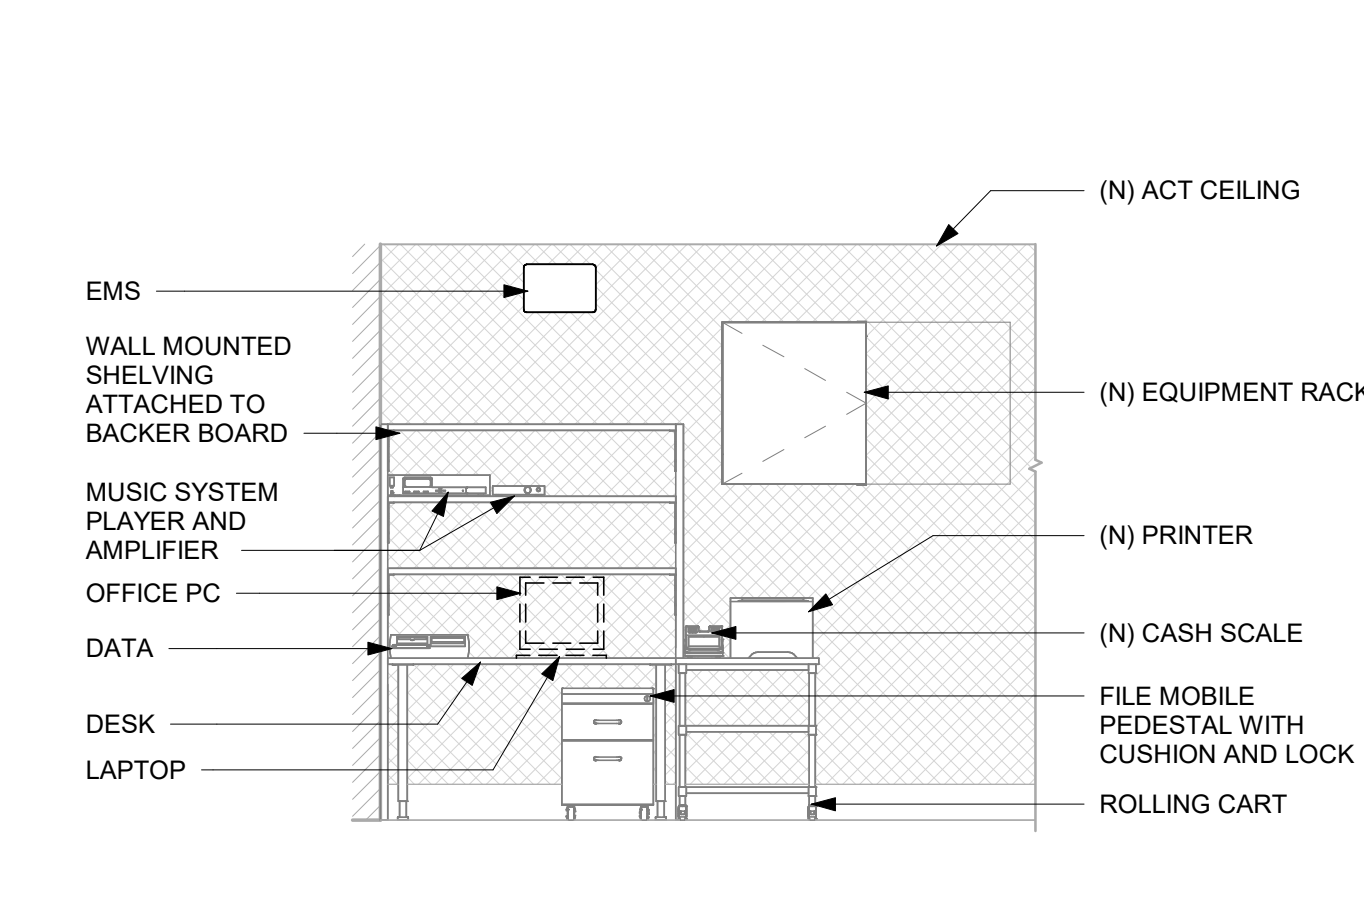 (N) ACT CEILING
EMS
WALL MOUNTED
SHELVING
ATTACHED TO
BACKER BOARD
(N) EQUIPMENT RACK
MUSIC SYSTEM
PLAYER AND
AMPLIFIER
(N) PRINTER
OFFICE PC
DATA
(N) CASH SCALE
DESK
FILE MOBILE
PEDESTAL WITH
CUSHION AND LOCK
LAPTOP
ROLLING CART